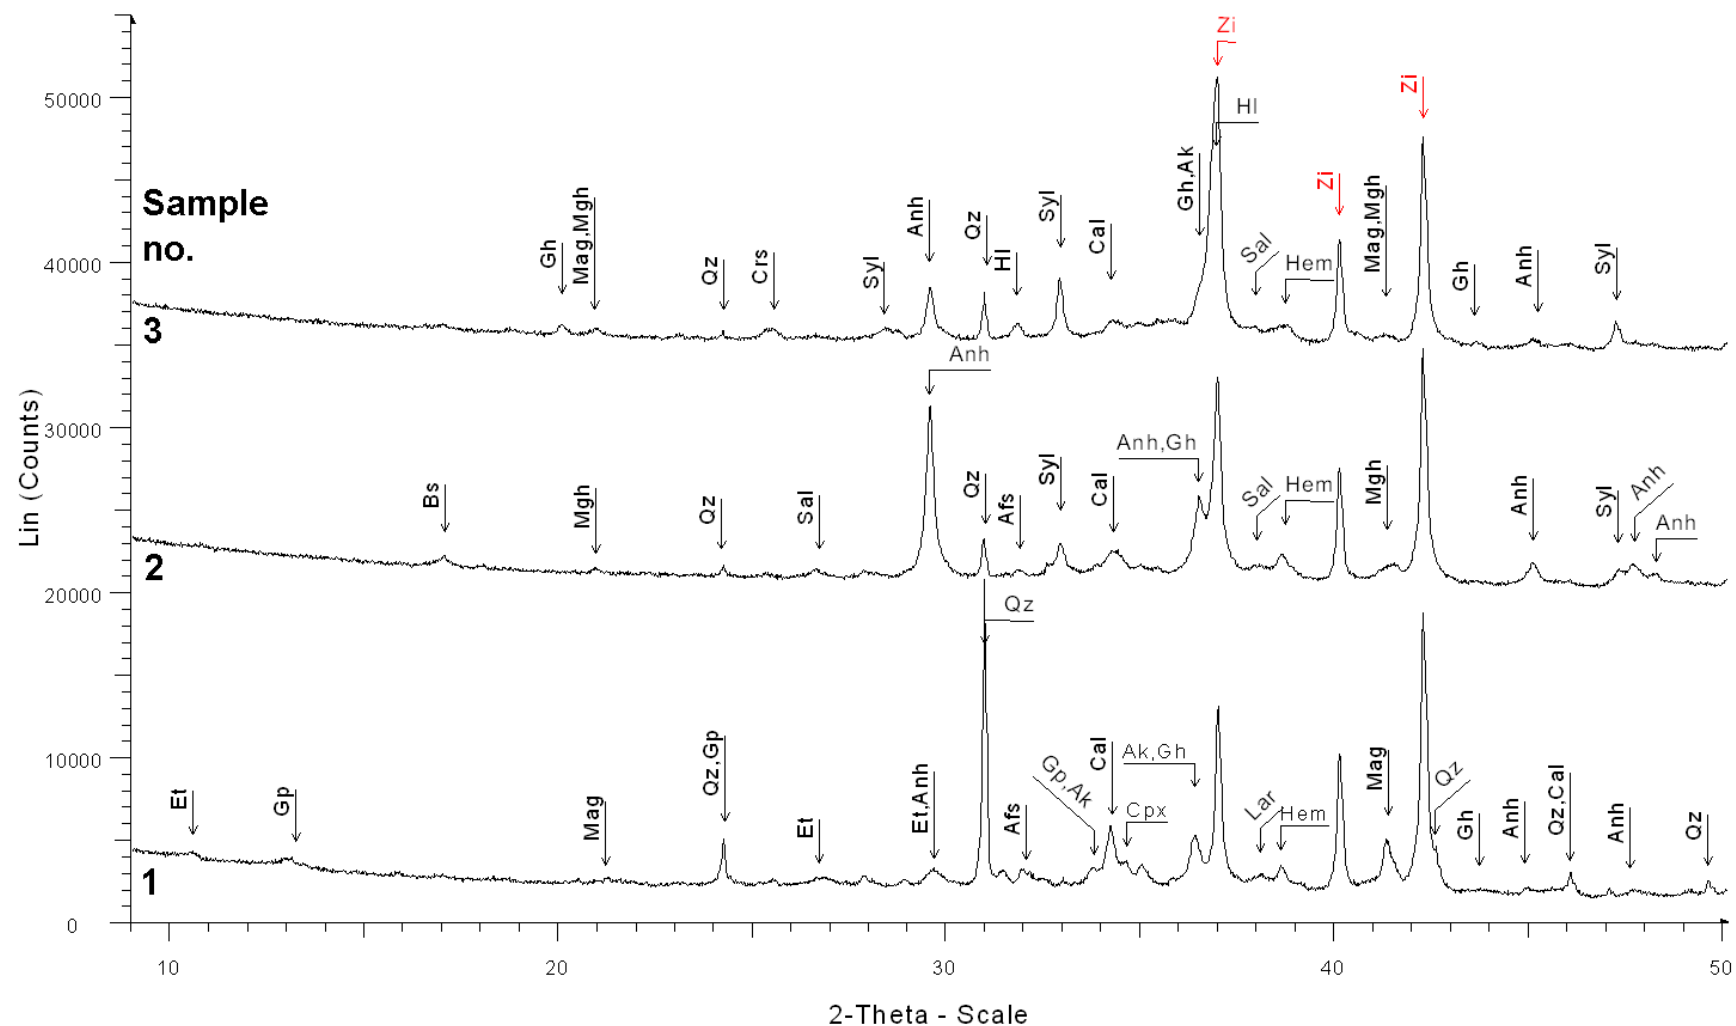 Zi
Hl
Zi
50000
Gh,Ak
Zi
Mag,Mgh
Sample
no.
Gh
Mag,Mgh
Qz
Crs
Syl
Anh
Qz
Hl
Syl
Cal
Sal
Hem
Gh
Anh
Syl
40000
3
Anh
Lin (Counts)
30000
Bs
Mgh
Qz
Sal
Qz
Afs
Syl
Cal
Anh,Gh
Sal
Hem
Mgh
Anh
Syl
Anh
Anh
2
20000
Qz
Et
Gp
Mag
Qz,Gp
Et
Et,Anh
Afs
Gp,Ak
Cal
Cpx
Ak,Gh
Lar
Hem
Mag
Qz
Gh
Anh
Qz,Cal
Anh
Qz
10000
1
0
10
20
30
40
50
2-Theta - Scale